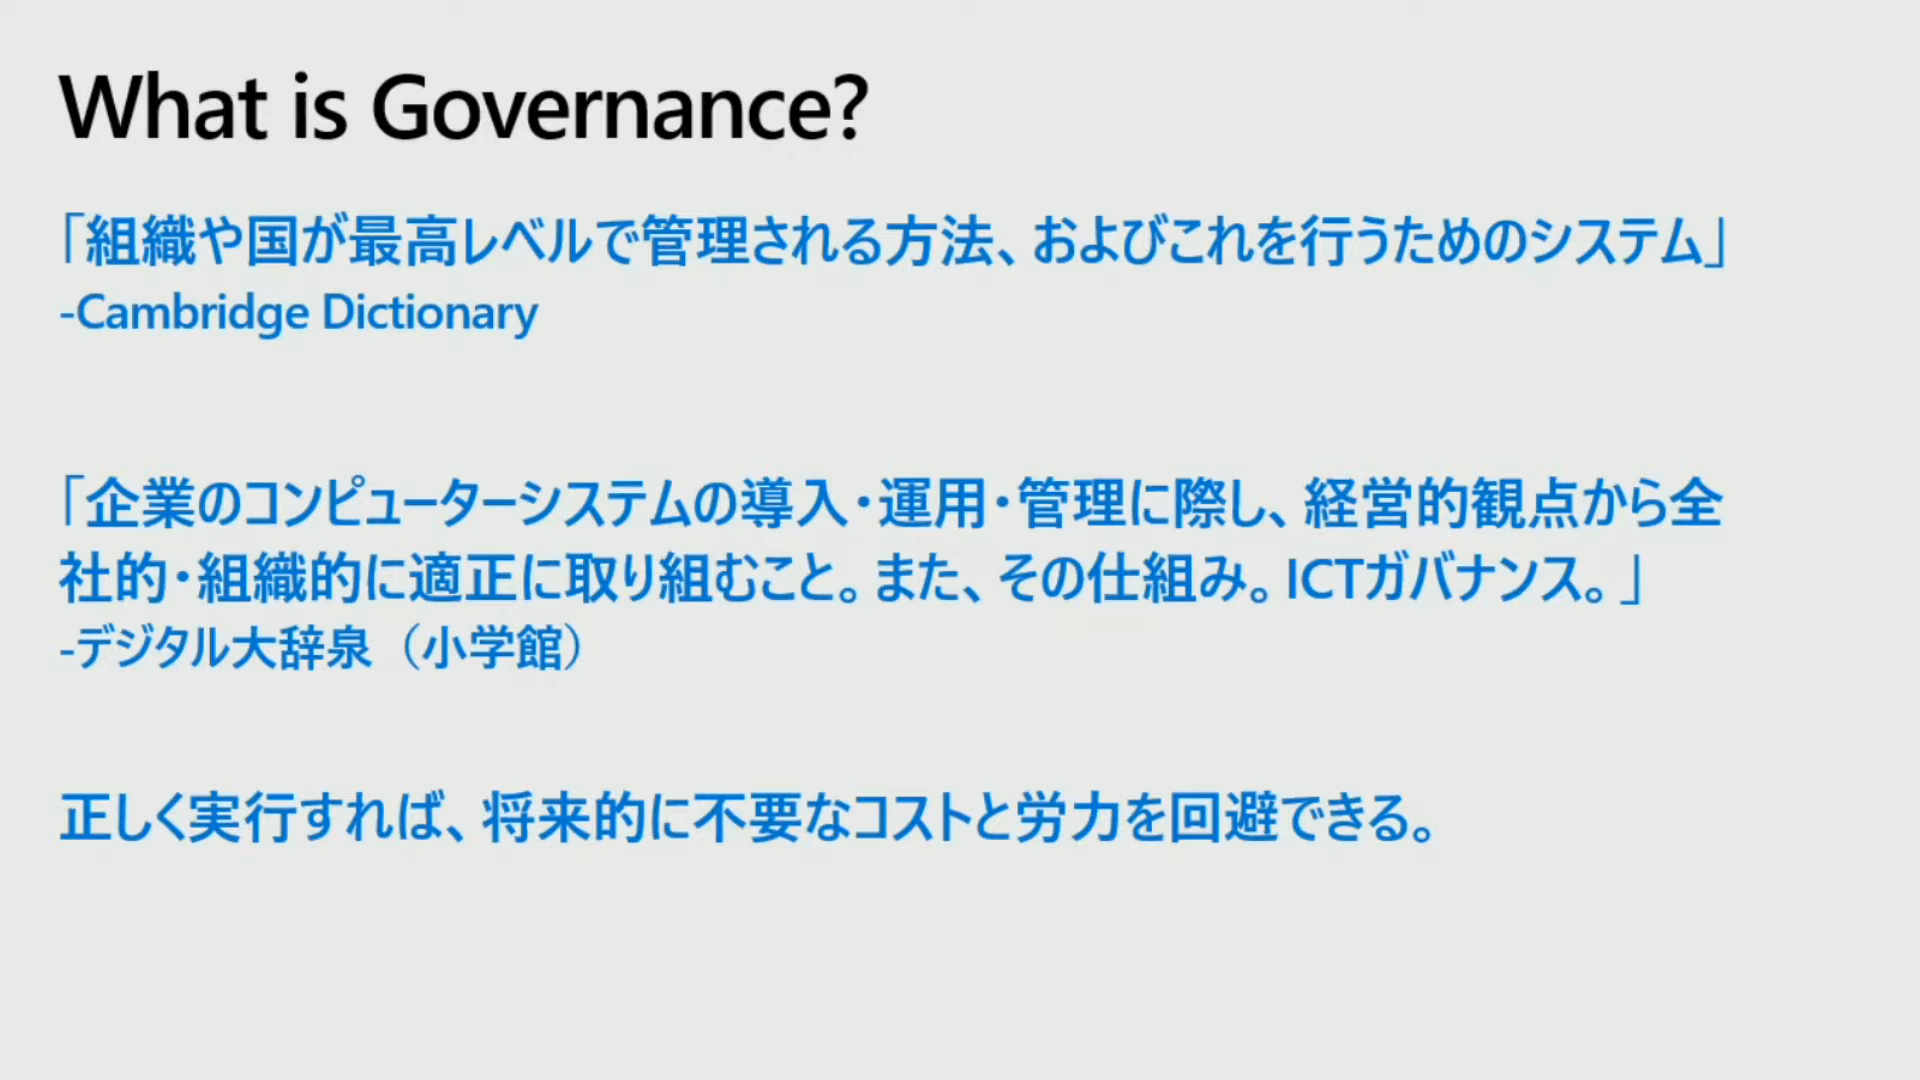 What is Governance?
「組織や国が最高レベルで管理される方法、およびこれを行うためのシステム」
-Cambridge Dictionary
「企業のコンピューターシステムの導入・運用・管理に際し、経営的観点から全
社的・組織的に適正に取り組むこと。また、その仕組み。ICTガバナンス。」
-デジタル大辞泉（小学館）
正しく実行すれば、将来的に不要なコストと労力を回避できる。